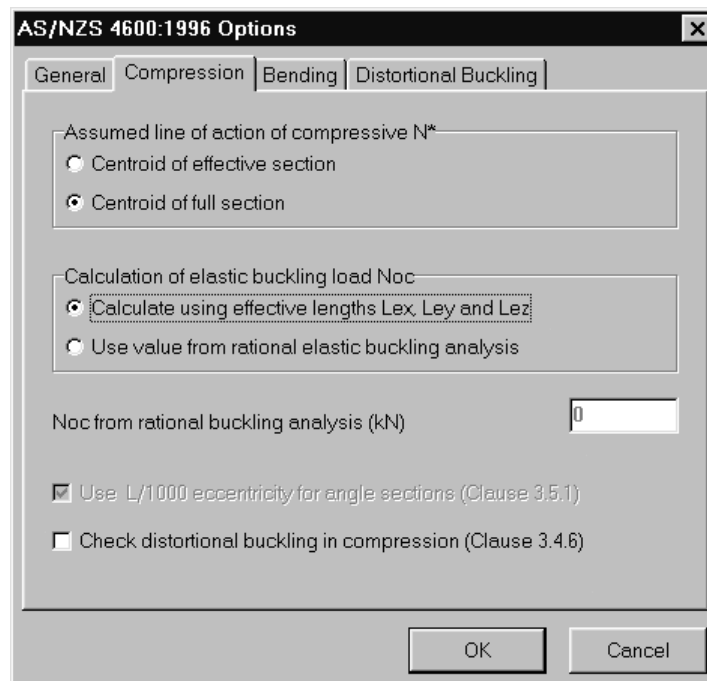 AS/NZS 4600:1996 Options
General Compression Bending Distortional Buckling
Assumed line of action of compressive N*
Centroid of effective section
Centroid of full section
Calculation of elastic buckling load Noc
Calculate using effective lengths Lex, Ley and Lez
Use value from rational elastic buckling analysis
Noc from rational buckling analysis (kN) 0
Use L/1000 eccentricity for angle sections (Clause 3.5.1)
Check distortional buckling in compression (Clause 3.4.6)
OK Cancel